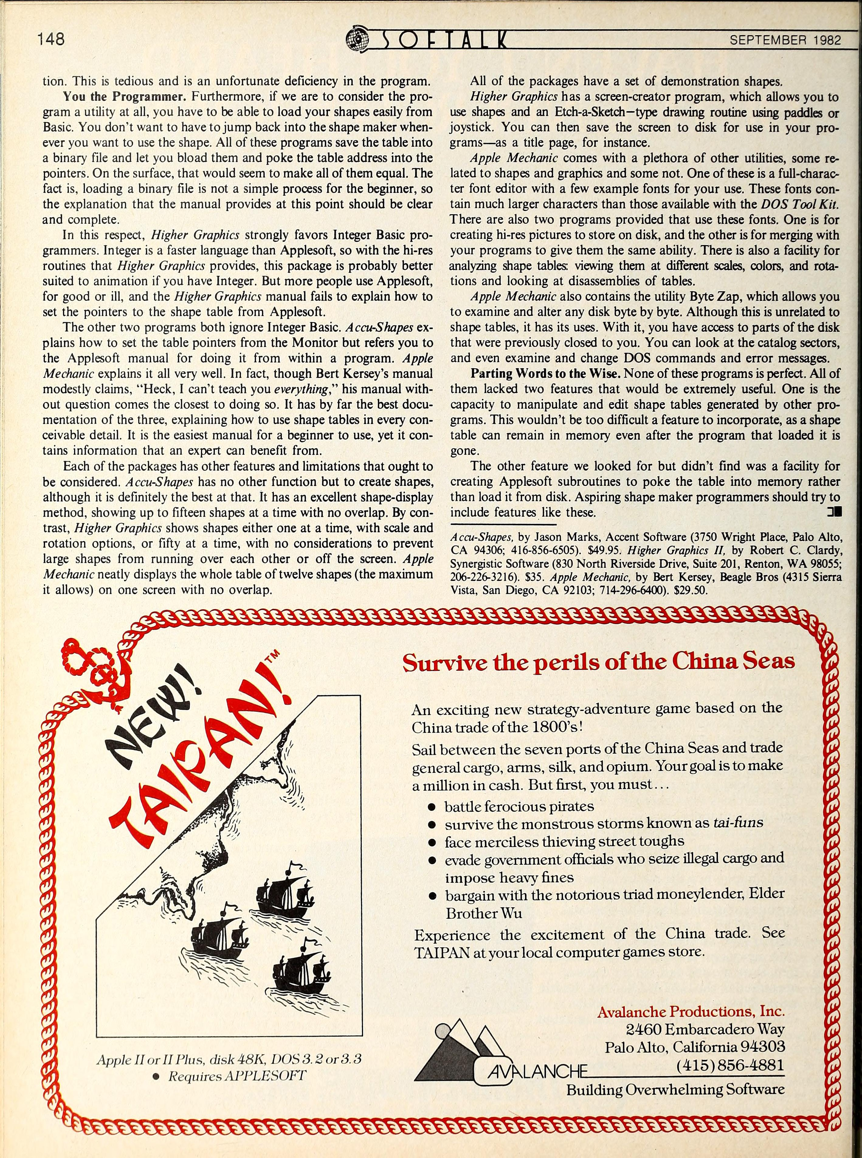 148
SOFTALK
SEPTEMBER 1982
tion. This is tedious and is an unfortunate deficiency in the program.
You the Programmer. Furthermore, if we are to consider the pro-
gram a utility at all, you have to be able to load your shapes easily from
Basic. You don't want to have to jump back into the shape maker when-
ever you want to use the shape. All of these programs save the table into
a binary file and let you bload them and poke the table address into the
pointers. On the surface, that would seem to make all of them equal. The
fact is, loading a binary file is not a simple process for the beginner, so
the explanation that the manual provides at this point should be clear
and complete.
In this respect, Higher Graphics strongly favors Integer Basic pro-
grammers. Integer is a faster language than Applesoft, so with the hi-res
routines that Higher Graphics provides, this package is probably better
suited to animation if you have Integer. But more people use Applesoft,
for good or ill, and the Higher Graphics manual fails to explain how to
set the pointers to the shape table from Applesoft.
The other two programs both ignore Integer Basic. Accu-Shapes ex-
plains how to set the table pointers from the Monitor but refers you to
the Applesoft manual for doing it from within a program. Apple
Mechanic explains it all very well. In fact, though Bert Kersey's manual
modestly claims, "Heck, I can't teach you everything," his manual with-
out question comes the closest to doing so. It has by far the best docu-
mentation of the three, explaining how to use shape tables in every con-
ceivable detail. It is the easiest manual for a beginner to use, yet it con-
tains information that an expert can benefit from.
Each of the packages has other features and limitations that ought to
be considered. Accu-Shapes has no other function but to create shapes,
although it is definitely the best at that. It has an excellent shape-display
method, showing up to fifteen shapes at a time with no overlap. By con-
trast, Higher Graphics shows shapes either one at a time, with scale and
rotation options, or fifty at a time, with no considerations to prevent
large shapes from running over each other or off the screen. Apple
Mechanic neatly displays the whole table of twelve shapes (the maximum
it allows) on one screen with no overlap.
All of the packages have a set of demonstration shapes.
Higher Graphics has a screen-creator program, which allows you to
use shapes and an Etch-a-Sketch–type drawing routine using paddles or
joystick. You can then save the screen to disk for use in your pro-
grams—as a title page, for instance.
Apple Mechanic comes with a plethora of other utilities, some re-
lated to shapes and graphics and some not. One of these is a full-charac-
ter font editor with a few example fonts for your use. These fonts con-
tain much larger characters than those available with the DOS Tool Kit.
There are also two programs provided that use these fonts. One is for
creating hi-res pictures to store on disk, and the other is for merging with
your programs to give them the same ability. There is also a facility for
analyzing shape tables: viewing them at different scales, colors, and rota-
tions and looking at disassemblies of tables.
Apple Mechanic also contains the utility Byte Zap, which allows you
to examine and alter any disk byte by byte. Although this is unrelated to
shape tables, it has its uses. With it, you have access to parts of the disk
that were previously closed to you. You can look at the catalog sectors,
and even examine and change DOS commands and error messages.
Parting Words to the Wise. None of these programs is perfect. All of
them lacked two features that would be extremely useful. One is the
capacity to manipulate and edit shape tables generated by other pro-
grams. This wouldn't be too difficult a feature to incorporate, as a shape
table can remain in memory even after the program that loaded it is
gone.
The other feature we looked for but didn't find was a facility for
creating Applesoft subroutines to poke the table into memory rather
than load it from disk. Aspiring shape maker programmers should try to
include features like these.
Accu-Shapes, by Jason Marks, Accent Software (3750 Wright Place, Palo Alto,
CA 94306; 416-856-6505). $49.95. Higher Graphics II, by Robert C. Clardy,
Synergistic Software (830 North Riverside Drive, Suite 201, Renton, WA 98055;
206-226-3216). $35. Apple Mechanic, by Bert Kersey, Beagle Bros (4315 Sierra
Vista, San Diego, CA 92103; 714-296-6400). $29.50.
NEW!
TAIPAN!™
Apple II or II Plus, disk 48K, DOS 3.2 or 3.3
● Requires APPLESOFT
Survive the perils of the China Seas
An exciting new strategy-adventure game based on the
China trade of the 1800's!
Sail between the seven ports of the China Seas and trade
general cargo, arms, silk, and opium. Your goal is to make
a million in cash. But first, you must...
● battle ferocious pirates
● survive the monstrous storms known as tai-funs
● face merciless thieving street toughs
● evade government officials who seize illegal cargo and
impose heavy fines
● bargain with the notorious triad moneylender, Elder
Brother Wu
Experience the excitement of the China trade. See
TAIPAN at your local computer games store.
AVALANCHE
Avalanche Productions, Inc.
2460 Embarcadero Way
Palo Alto, California 94303
(415) 856-4881
Building Overwhelming Software